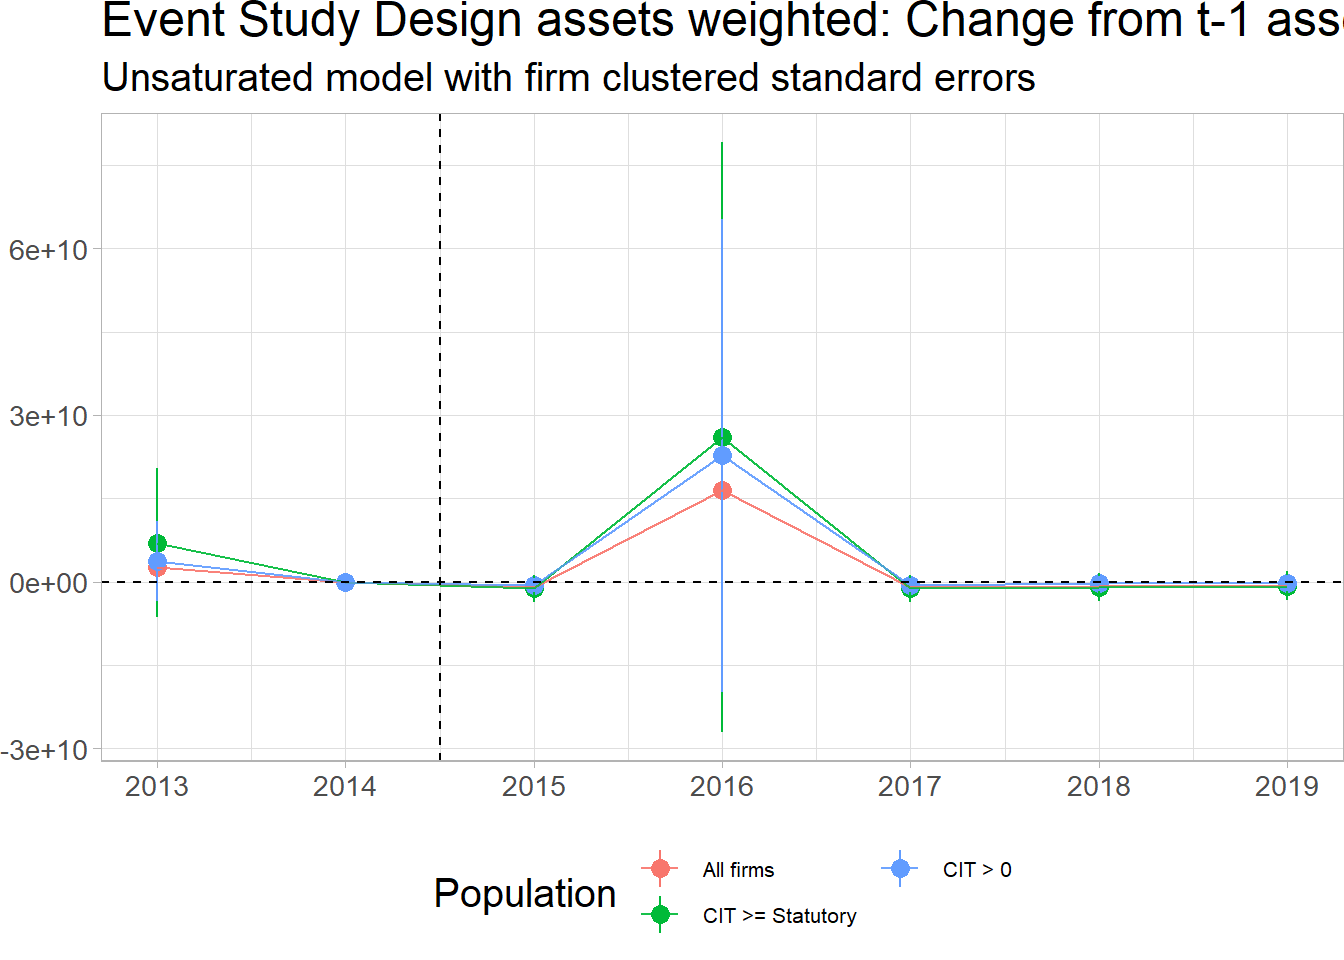 Event Study Design assets weighted: Change from t-1
Unsaturated model with firm clustered standard errors
6e+10
3e+10
0e+00
-3e+10
2013 2014 2015 2016 2017 2018 2019
Population
All firms
CIT >= Statutory
CIT > 0